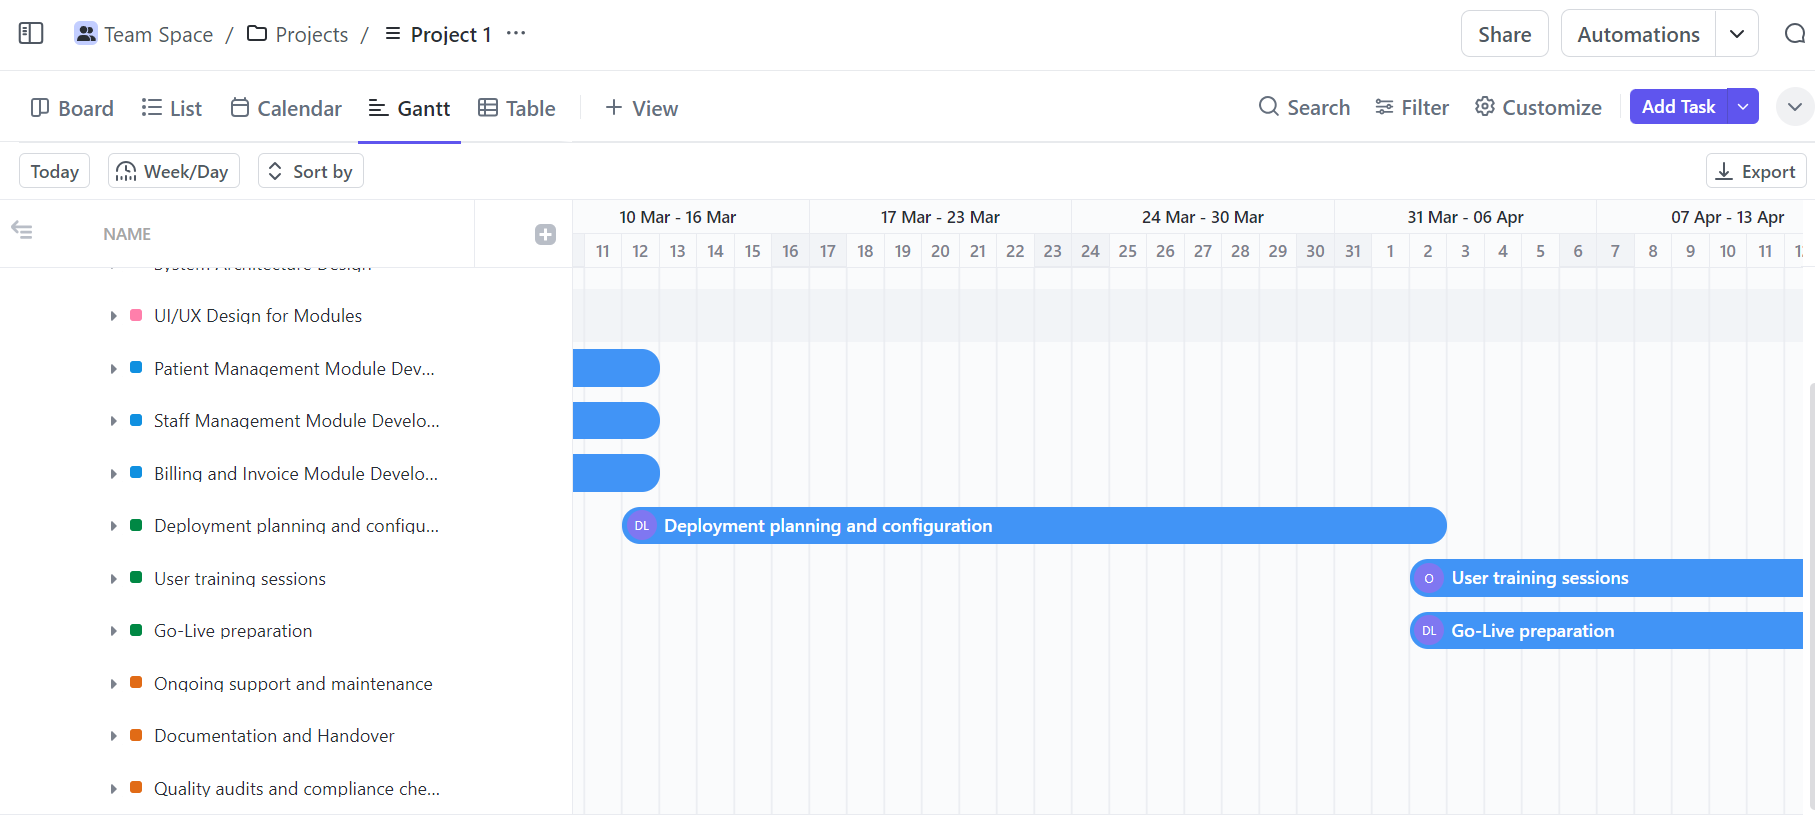 Team Space / Projects / Project 1 ···
Share Automations
Board List Calendar Gantt Table + View
Search Filter Customize Add Task
Today Week/Day Sort by Export
NAME
10 Mar - 16 Mar 17 Mar - 23 Mar 24 Mar - 30 Mar 31 Mar - 06 Apr 07 Apr - 13 Apr
11 12 13 14 15 16 17 18 19 20 21 22 23 24 25 26 27 28 29 30 31 1 2 3 4 5 6 7 8 9 10 11
System Architecture Design
UI/UX Design for Modules
Patient Management Module Dev...
Staff Management Module Develo...
Billing and Invoice Module Develo...
Deployment planning and configu... DL Deployment planning and configuration
User training sessions O User training sessions
Go-Live preparation DL Go-Live preparation
Ongoing support and maintenance
Documentation and Handover
Quality audits and compliance che...